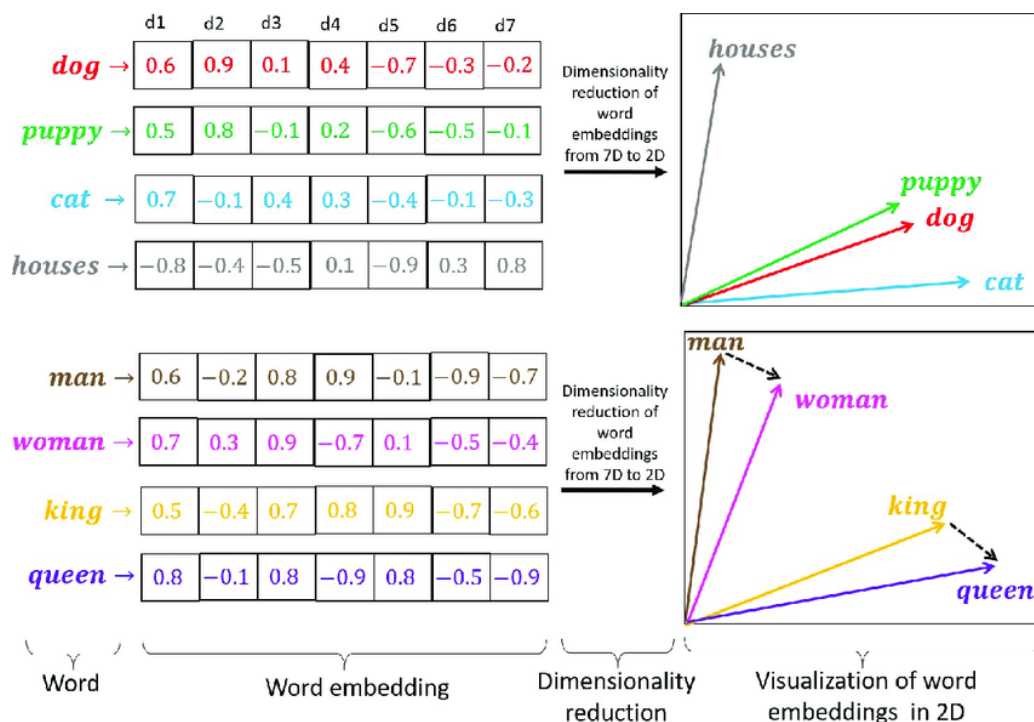 d1 d2 d3 d4 d5 d6 d7
dog → 0.6 0.9 0.1 0.4 −0.7 −0.3 −0.2
puppy → 0.5 0.8 −0.1 0.2 −0.6 −0.5 −0.1
cat → 0.7 −0.1 0.4 0.3 −0.4 −0.1 −0.3
houses → −0.8 −0.4 −0.5 0.1 −0.9 0.3 0.8
Dimensionality
reduction of
word
embeddings
from 7D to 2D
houses
puppy
dog
cat
man → 0.6 −0.2 0.8 0.9 −0.1 −0.9 −0.7
woman → 0.7 0.3 0.9 −0.7 0.1 −0.5 −0.4
king → 0.5 −0.4 0.7 0.8 0.9 −0.7 −0.6
queen → 0.8 −0.1 0.8 −0.9 0.8 −0.5 −0.9
Dimensionality
reduction of
word
embeddings
from 7D to 2D
man
woman
king
queen
Word
Word embedding
Dimensionality
reduction
Visualization of word
embeddings in 2D